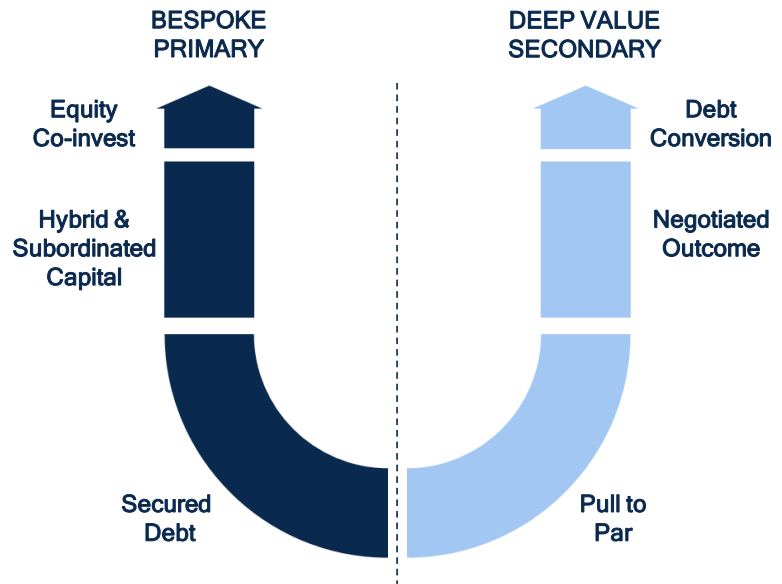 BESPOKE
PRIMARY
DEEP VALUE
SECONDARY
Equity
Co-invest
Debt
Conversion
Hybrid &
Subordinated
Capital
Negotiated
Outcome
Secured
Debt
Pull to
Par